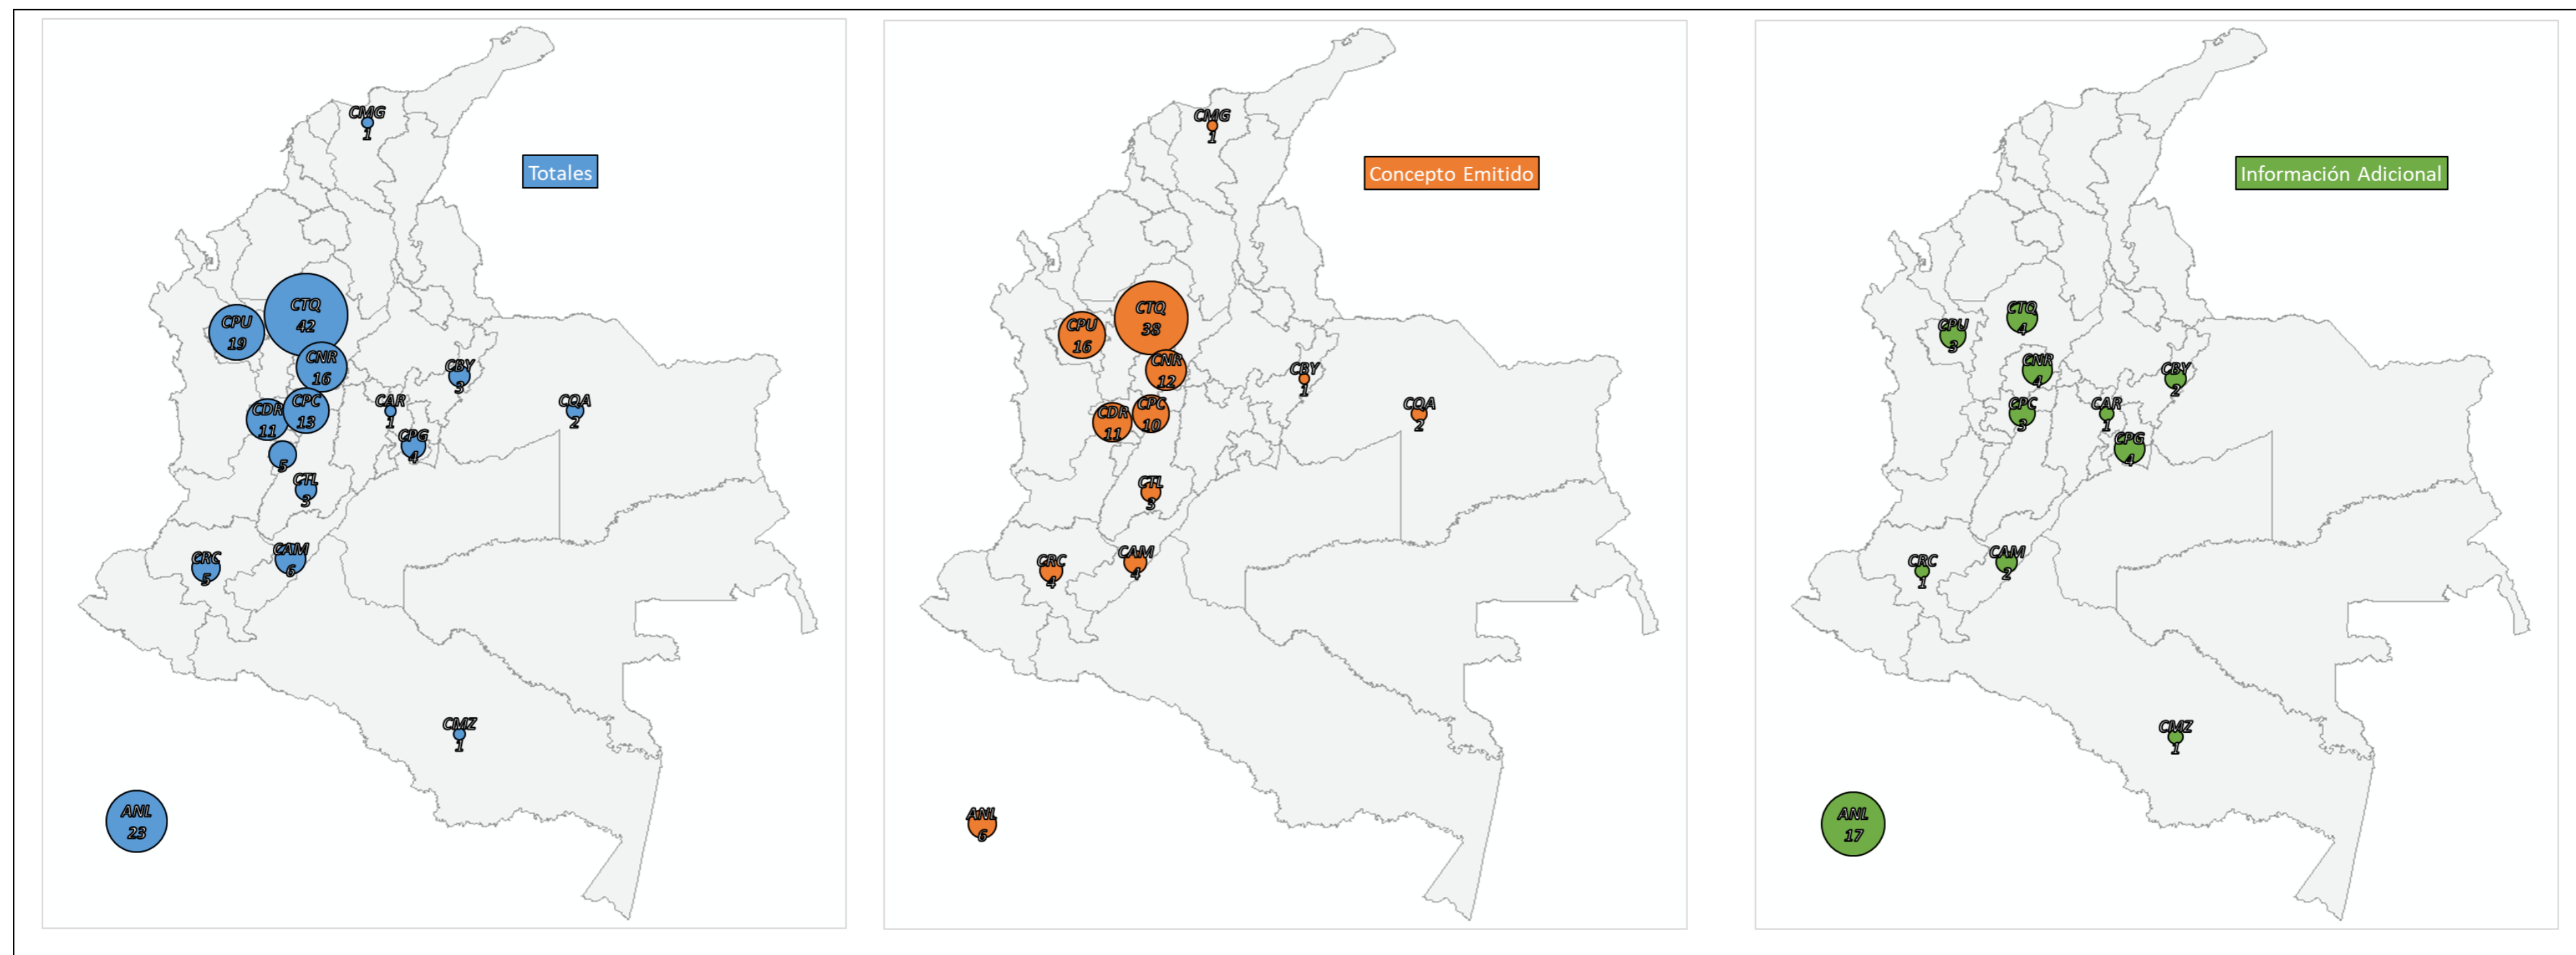 CMG
1
Totales
CTQ
42
CPU
19
CNR
16
CBY
3
CPC
13
CDR
11
CAR
1
CQA
2
CPG
4
5
CTL
3
CAM
6
CRC
5
CMZ
1
ANL
23
CMG
1
Concepto Emitido
CTQ
38
CPU
16
CNR
12
CBY
1
CPC
10
CDR
11
CQA
2
CTL
3
CAM
4
CRC
4
ANL
6
Información Adicional
CTQ
4
CPU
3
CNR
4
CBY
2
CPC
3
CAR
1
CPG
4
CAM
2
CRC
1
CMZ
1
ANL
17